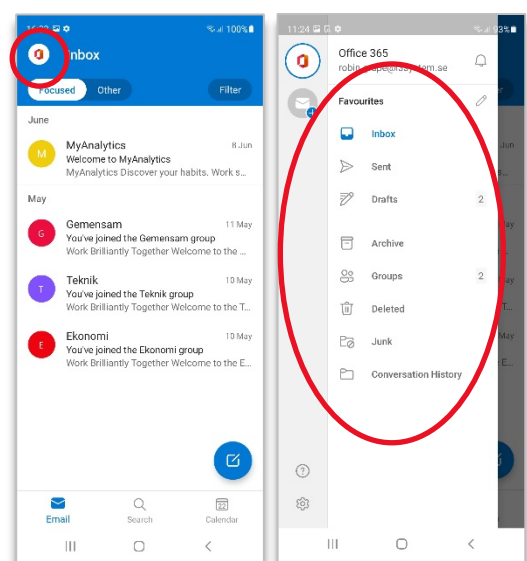 100%
Inbox
Focused
Other
Filter
June
M
MyAnalytics
8 Jun
Welcome to MyAnalytics
MyAnalytics Discover your habits. Work s...
May
G
Gemensam
11 May
You've joined the Gemensam group
Work Brilliantly Together Welcome to the ...
T
Teknik
10 May
You've joined the Teknik group
Work Brilliantly Together Welcome to the T...
E
Ekonomi
10 May
You've joined the Ekonomi group
Work Brilliantly Together Welcome to the E...
Email
Search
22
Calendar
11:24
93%
Office 365
Favourites
Inbox
Sent
Drafts
2
Archive
Groups
2
Deleted
Junk
Conversation History